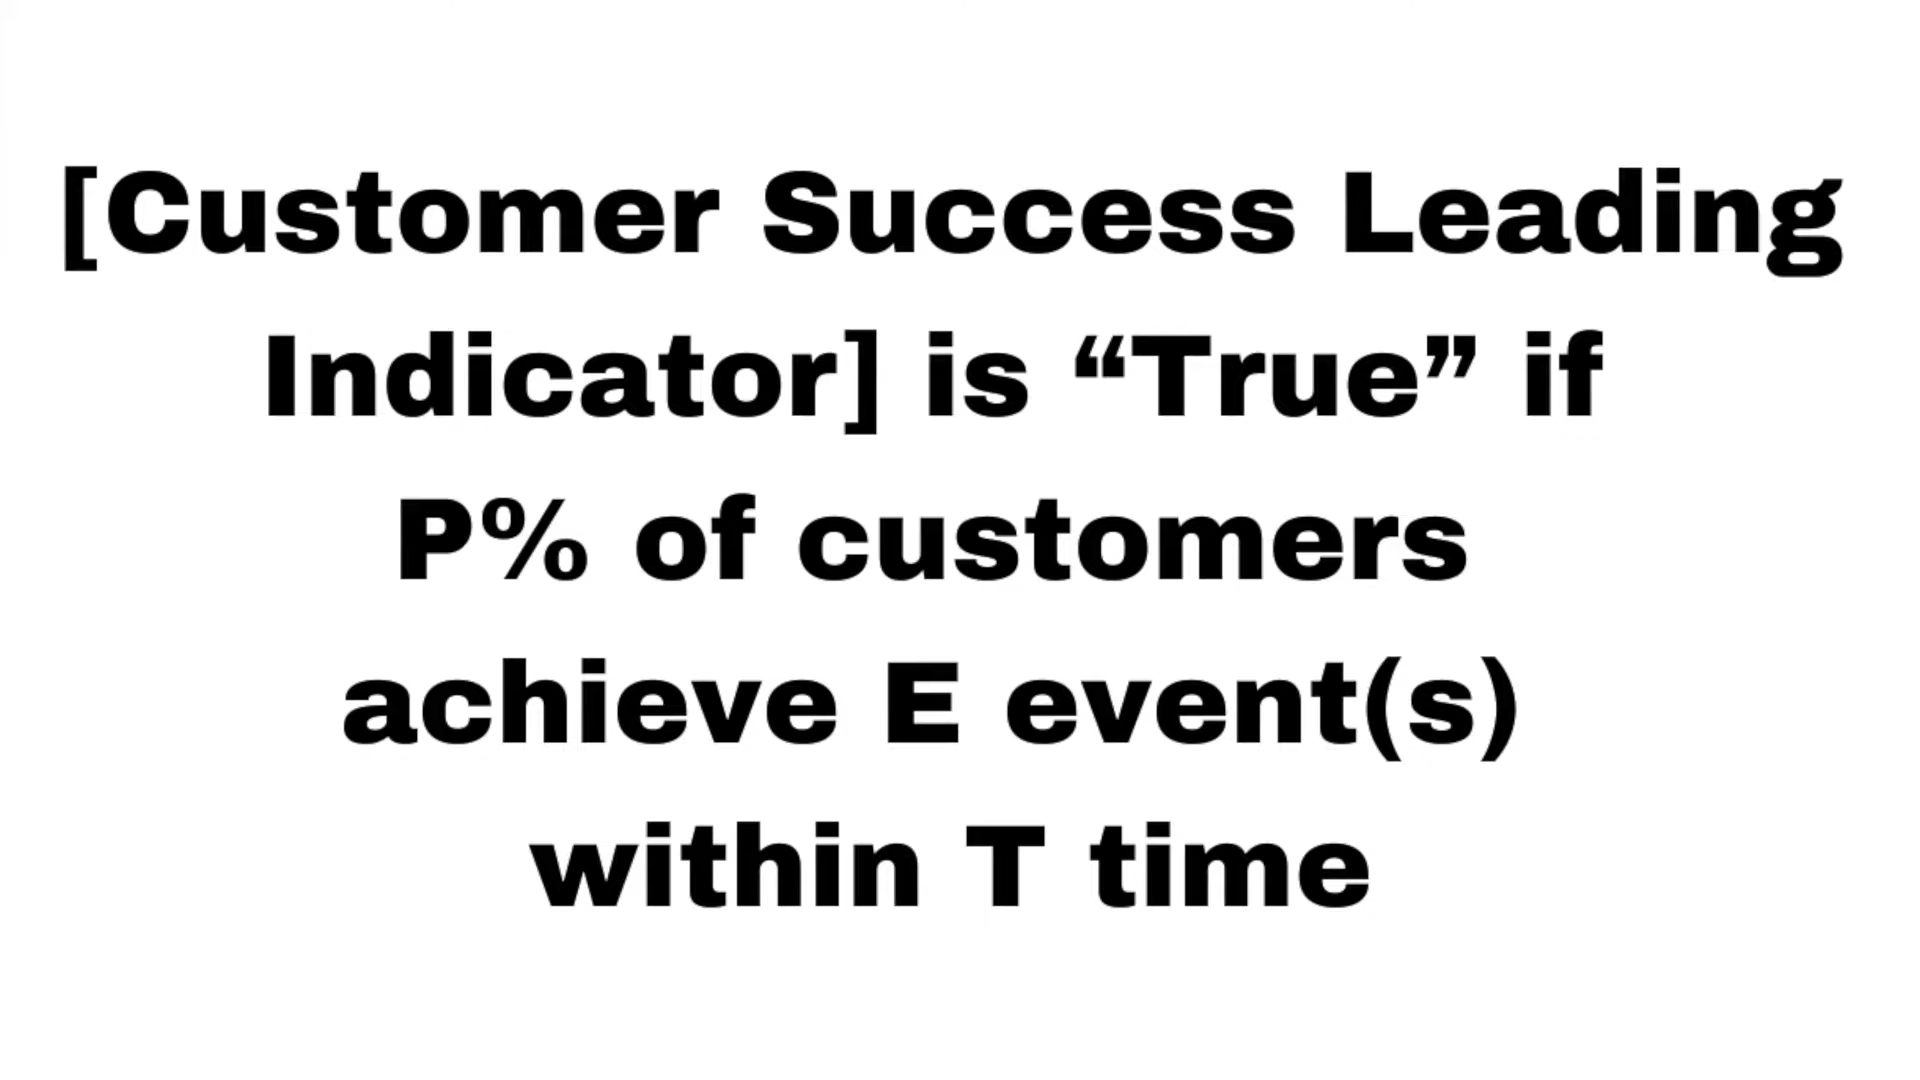 [Customer Success Leading
Indicator] is “True” if
P% of customers
achieve E event(s)
within T time